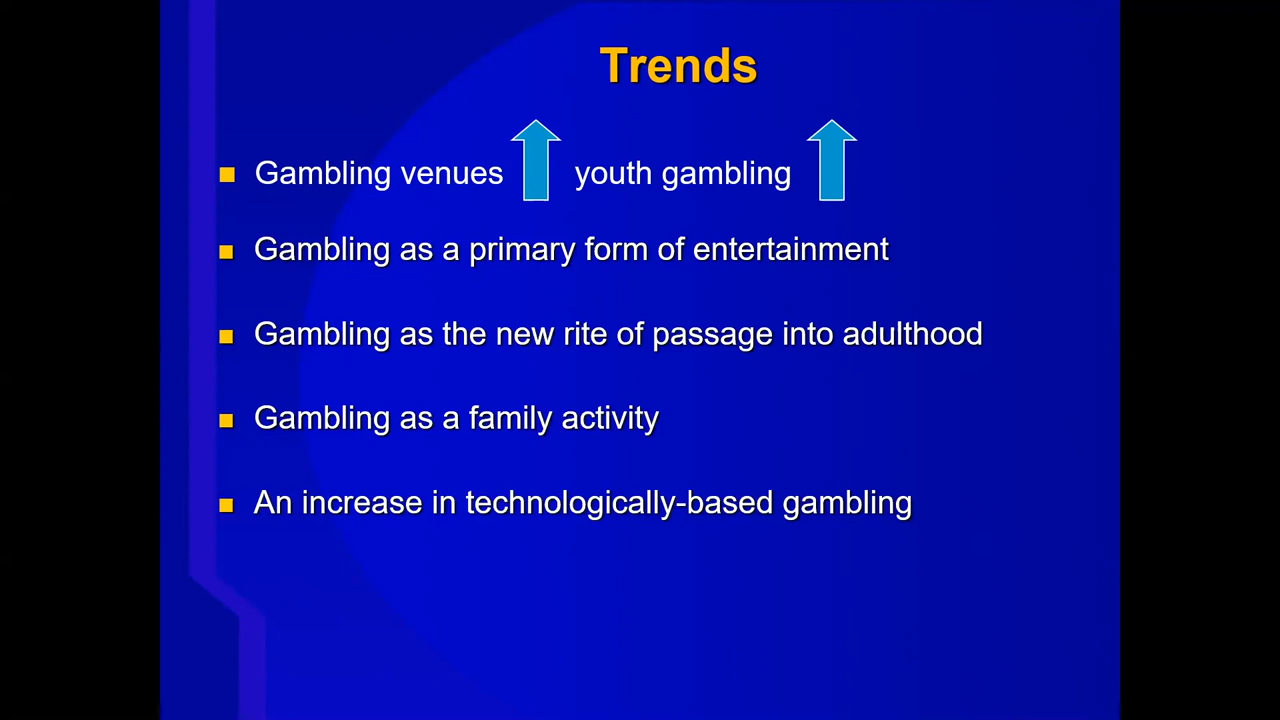 Trends
Gambling venues youth gambling
Gambling as a primary form of entertainment
Gambling as the new rite of passage into adulthood
Gambling as a family activity
An increase in technologically-based gambling